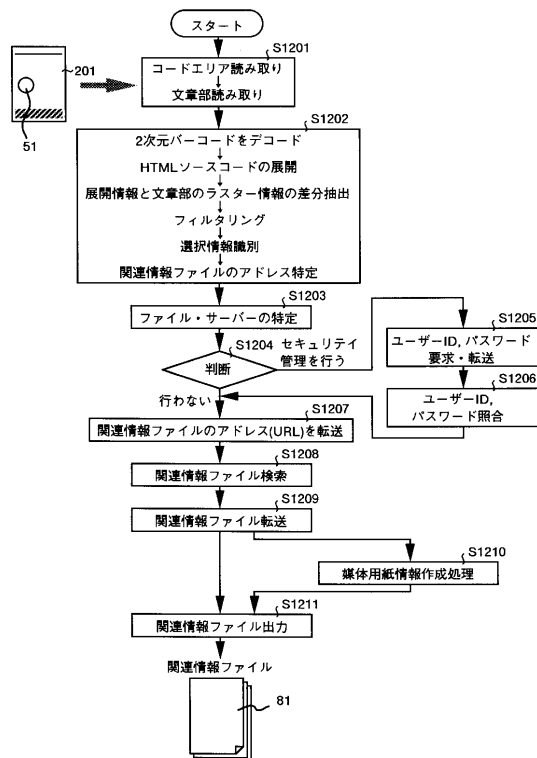 スタート
S1201
コードエリア読み取り
文章部読み取り
201
51
S1202
2次元バーコードをデコード
HTMLソースコードの展開
展開情報と文章部のラスター情報の差分抽出
フィルタリング
選択情報識別
関連情報ファイルのアドレス特定
S1203
ファイル・サーバーの特定
S1204
セキュリティ
管理を行う
判断
行わない
S1205
ユーザーID, パスワード
要求・転送
S1206
ユーザーID,
パスワード照合
S1207
関連情報ファイルのアドレス(URL)を転送
S1208
関連情報ファイル検索
S1209
関連情報ファイル転送
S1210
媒体用紙情報作成処理
S1211
関連情報ファイル出力
関連情報ファイル
81